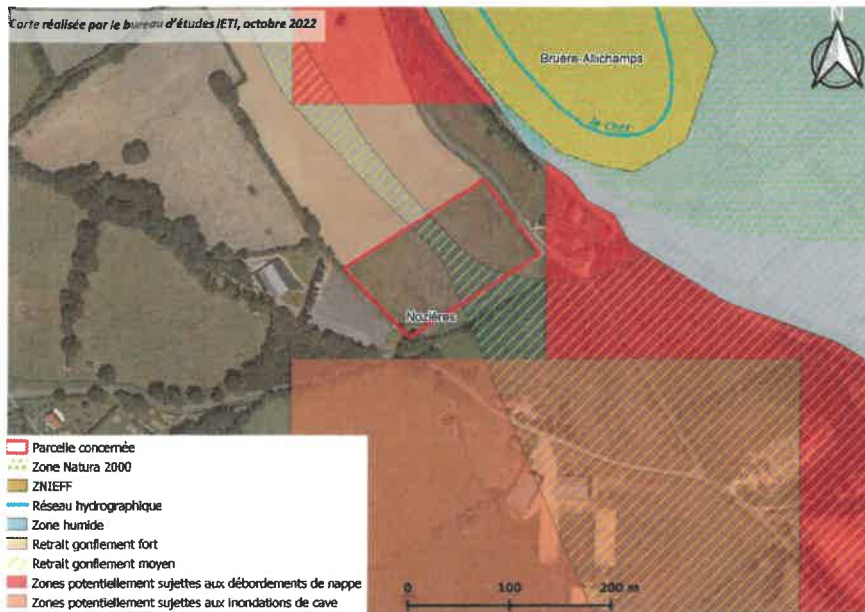 Carte réalisée par le bureau d'études IETI, octobre 2022
N
Bruère-Allichamps
le Cher
Nozières
Parcelle concernée
Zone Natura 2000
ZNIEFF
Réseau hydrographique
Zone humide
Retrait gonflement fort
Retrait gonflement moyen
Zones potentiellement sujettes aux débordements de nappe
Zones potentiellement sujettes aux inondations de cave
0 100 200 m